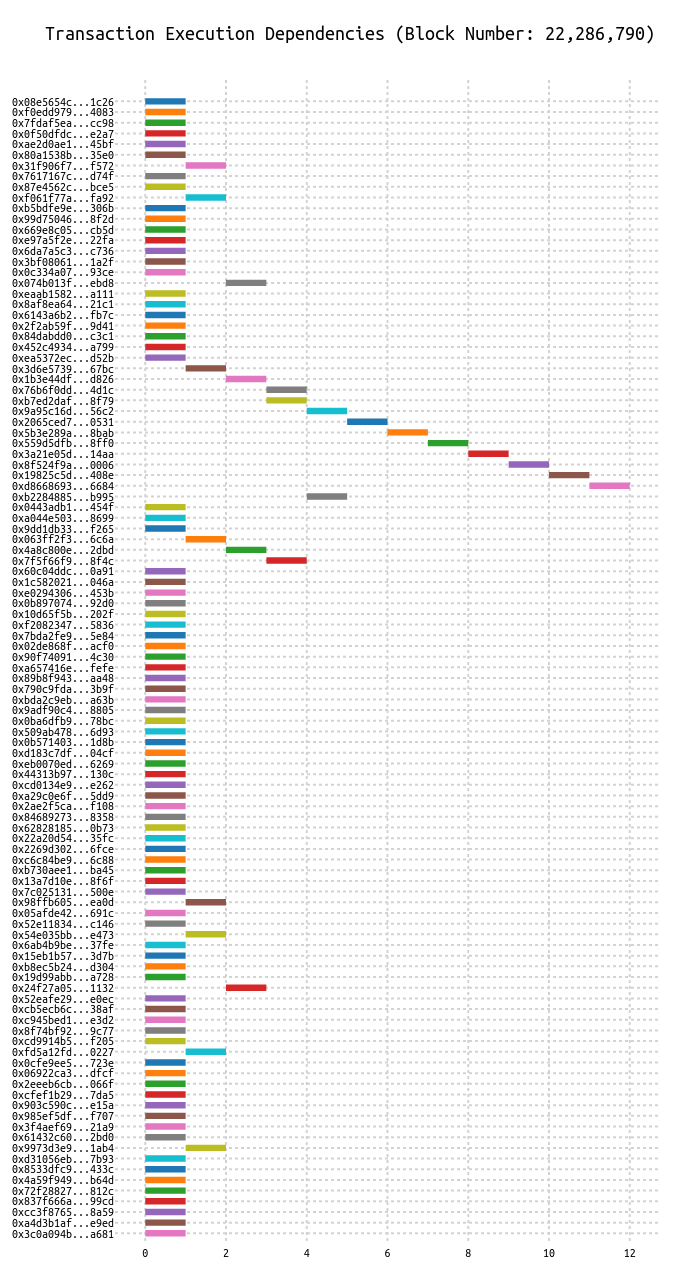 Transaction Execution Dependencies (Block Number: 22,286,790)
0x08e5654c...1c26
0xf0edd979...4083
0x7fdaf5ea...cc98
0x0f50dfdc...e2a7
0xae2d0ae1...45bf
0x80a1538b...35e0
0x31f906f7...f572
0x7617167c...d74f
0x87e4562c...bce5
0xf061f77a...fa92
0xb5bdfe9e...306b
0x99d75046...8f2d
0x669e8c05...cb5d
0xe97a5f2e...22fa
0x6da7a5c3...c736
0x3bf08061...1a2f
0x0c334a07...93ce
0x074b013f...ebd8
0xeaab1582...a111
0x8af8ea64...21c1
0x6143a6b2...fb7c
0x2f2ab59f...9d41
0x84dabdd0...c3c1
0x452c4934...a799
0xea5372ec...d52b
0x3d6e5739...67bc
0x1b3e44df...d826
0x76b6f0dd...4d1c
0xb7ed2daf...8f79
0x9a95c16d...56c2
0x2065ced7...0531
0x5b3e289a...8bab
0x559d5dfb...8ff0
0x3a21e05d...14aa
0x8f524f9a...0006
0x19825c5d...408e
0xd8668693...6684
0xb2284885...b995
0x0443adb1...454f
0xa044e503...8699
0x9dd1db33...f265
0x063ff2f3...6c6a
0x4a8c800e...2dbd
0x7f5f66f9...8f4c
0x60c04ddc...0a91
0x1c582021...046a
0xe0294306...453b
0x0b897074...92d0
0x10d65f5b...202f
0xf2082347...5836
0x7bda2fe9...5e84
0x02de868f...acf0
0x90f74091...4c30
0xa657416e...fefe
0x89b8f943...aa48
0x790c9fda...3b9f
0xbda2c9eb...a63b
0x9adf90c4...8805
0x0ba6dfb9...78bc
0x509ab478...6d93
0x0b571403...1d8b
0xd183c7df...04cf
0xeb0070ed...6269
0x44313b97...130c
0xcd0134e9...e262
0xa29c0e6f...5dd9
0x2ae2f5ca...f108
0x84689273...8358
0x62828185...0b73
0x22a20d54...35fc
0x2269d302...6fce
0xc6c84be9...6c88
0xb730aee1...ba45
0x13a7d10e...8f6f
0x7c025131...500e
0x98ffb605...ea0d
0x05afde42...691c
0x52e11834...c146
0x54e035bb...e473
0x6ab4b9be...37fe
0x15eb1b57...3d7b
0xb8ec5b24...d304
0x19d99abb...a728
0x24f27a05...1132
0x52eafe29...e0ec
0xcb5ecb6c...38af
0xc945bed1...e3d2
0x8f74bf92...9c77
0xcd9914b5...f205
0xfd5a12fd...0227
0x0cfe9ee5...723e
0x06922ca3...dfcf
0x2eeeb6cb...066f
0xcfef1b29...7da5
0x903c590c...e15a
0x985ef5df...f707
0x3f4aef69...21a9
0x61432c60...2bd0
0x9973d3e9...1ab4
0xd31056eb...7b93
0x8533dfc9...433c
0x4a59f949...b64d
0x72f28827...812c
0x837f666a...99cd
0xcc3f8765...8a59
0xa4d3b1af...e9ed
0x3c0a094b...a681
0 2 4 6 8 10 12